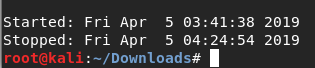 Started: Fri Apr  5 03:41:38 2019
Stopped: Fri Apr  5 04:24:54 2019
root@kali:~/Downloads#